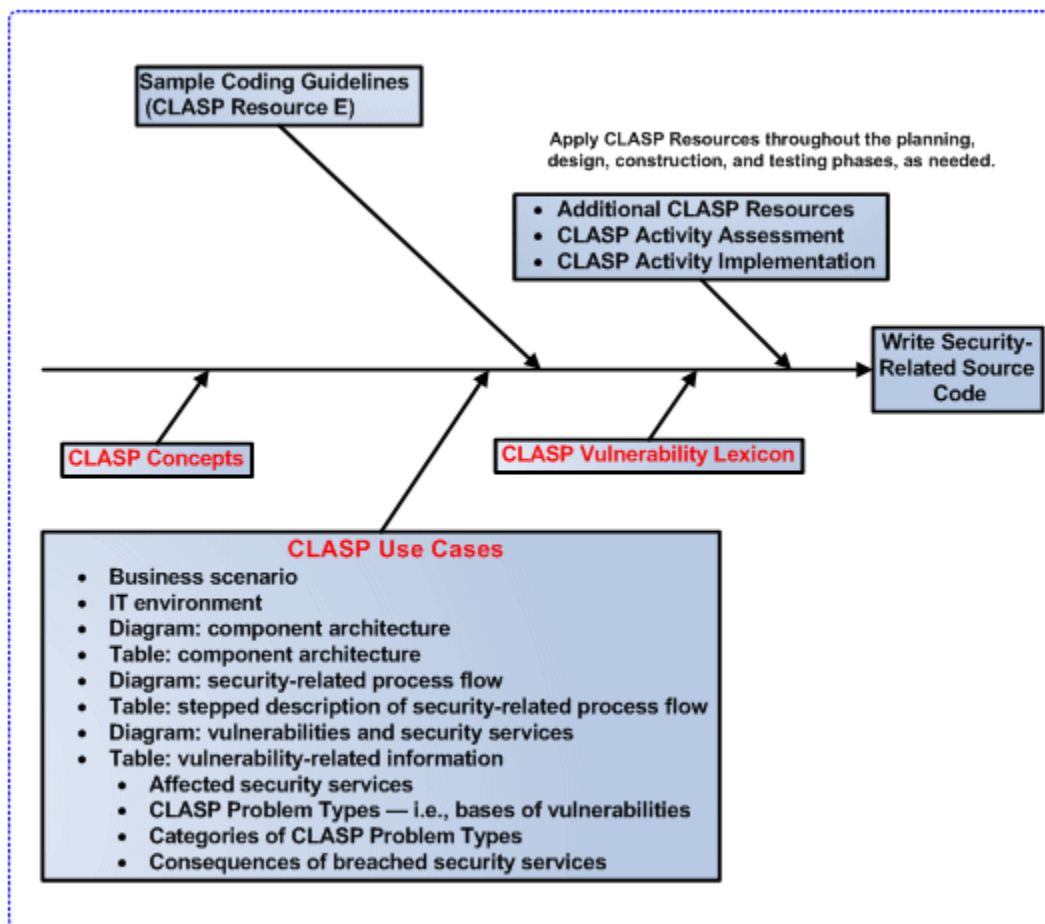 Sample Coding Guidelines
(CLASP Resource E)
Apply CLASP Resources throughout the planning,
design, construction, and testing phases, as needed.
• Additional CLASP Resources
• CLASP Activity Assessment
• CLASP Activity Implementation
Write Security-
Related Source
Code
CLASP Concepts
CLASP Vulnerability Lexicon
CLASP Use Cases
• Business scenario
• IT environment
• Diagram: component architecture
• Table: component architecture
• Diagram: security-related process flow
• Table: stepped description of security-related process flow
• Diagram: vulnerabilities and security services
• Table: vulnerability-related information
• Affected security services
• CLASP Problem Types — i.e., bases of vulnerabilities
• Categories of CLASP Problem Types
• Consequences of breached security services